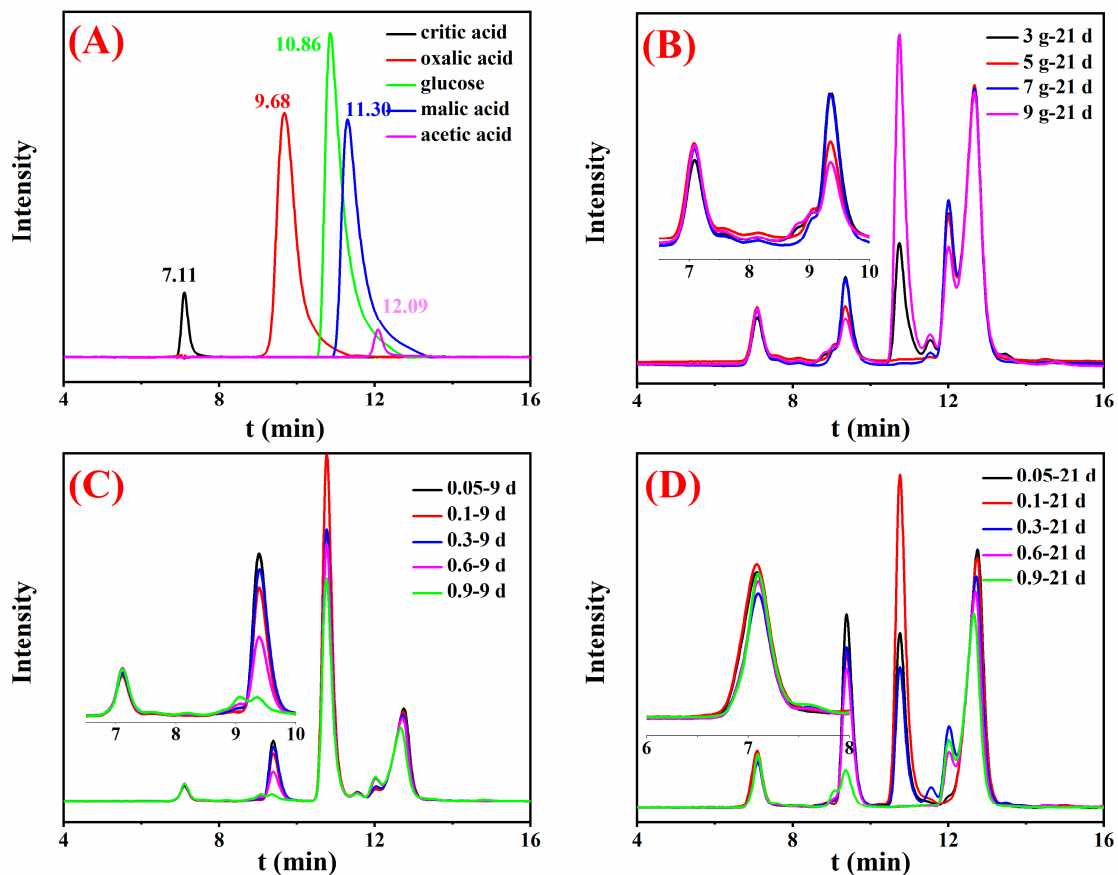 (A)
critic acid
oxalic acid
glucose
malic acid
acetic acid
10.86
9.68
11.30
7.11
12.09
Intensity
4 8 12 16
t (min)
(B)
3 g-21 d
5 g-21 d
7 g-21 d
9 g-21 d
7 8 9 10
Intensity
4 8 12 16
t (min)
(C)
0.05-9 d
0.1-9 d
0.3-9 d
0.6-9 d
0.9-9 d
7 8 9 10
Intensity
4 8 12 16
t (min)
(D)
0.05-21 d
0.1-21 d
0.3-21 d
0.6-21 d
0.9-21 d
6 7 8
Intensity
4 8 12 16
t (min)